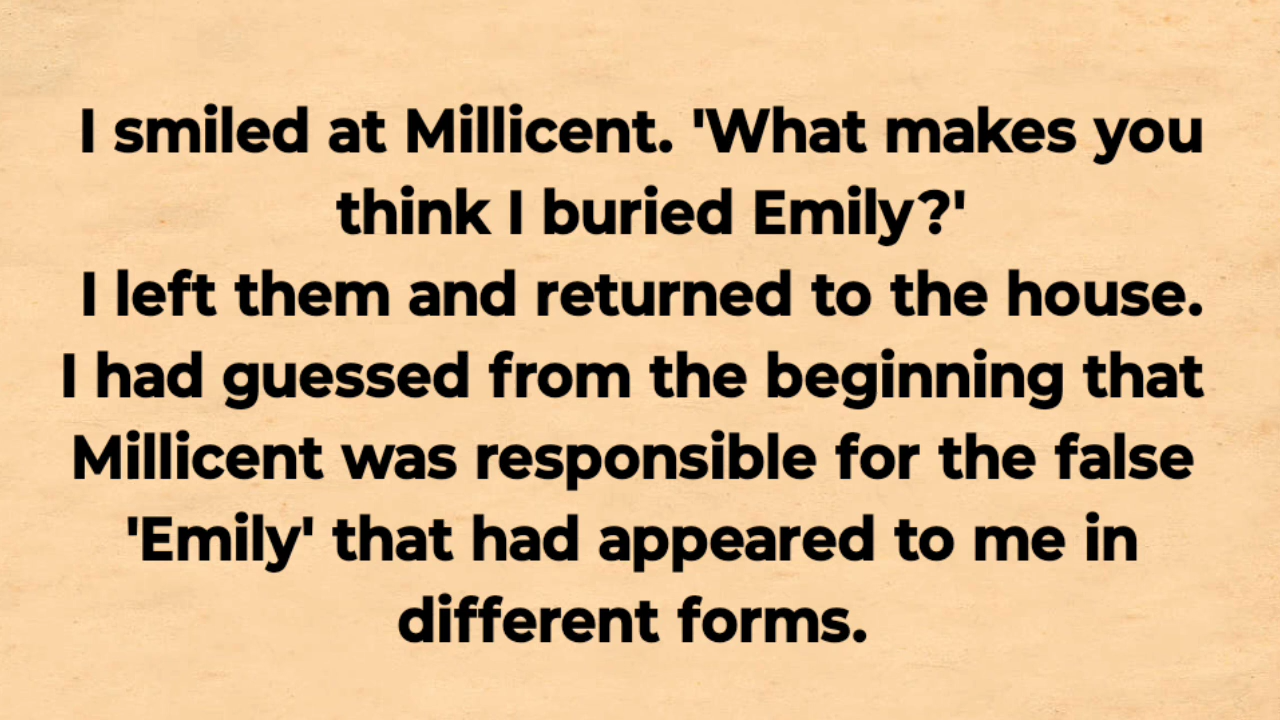 I smiled at Millicent. 'What makes you
think I buried Emily?'
I left them and returned to the house.
I had guessed from the beginning that
Millicent was responsible for the false
'Emily' that had appeared to me in
different forms.